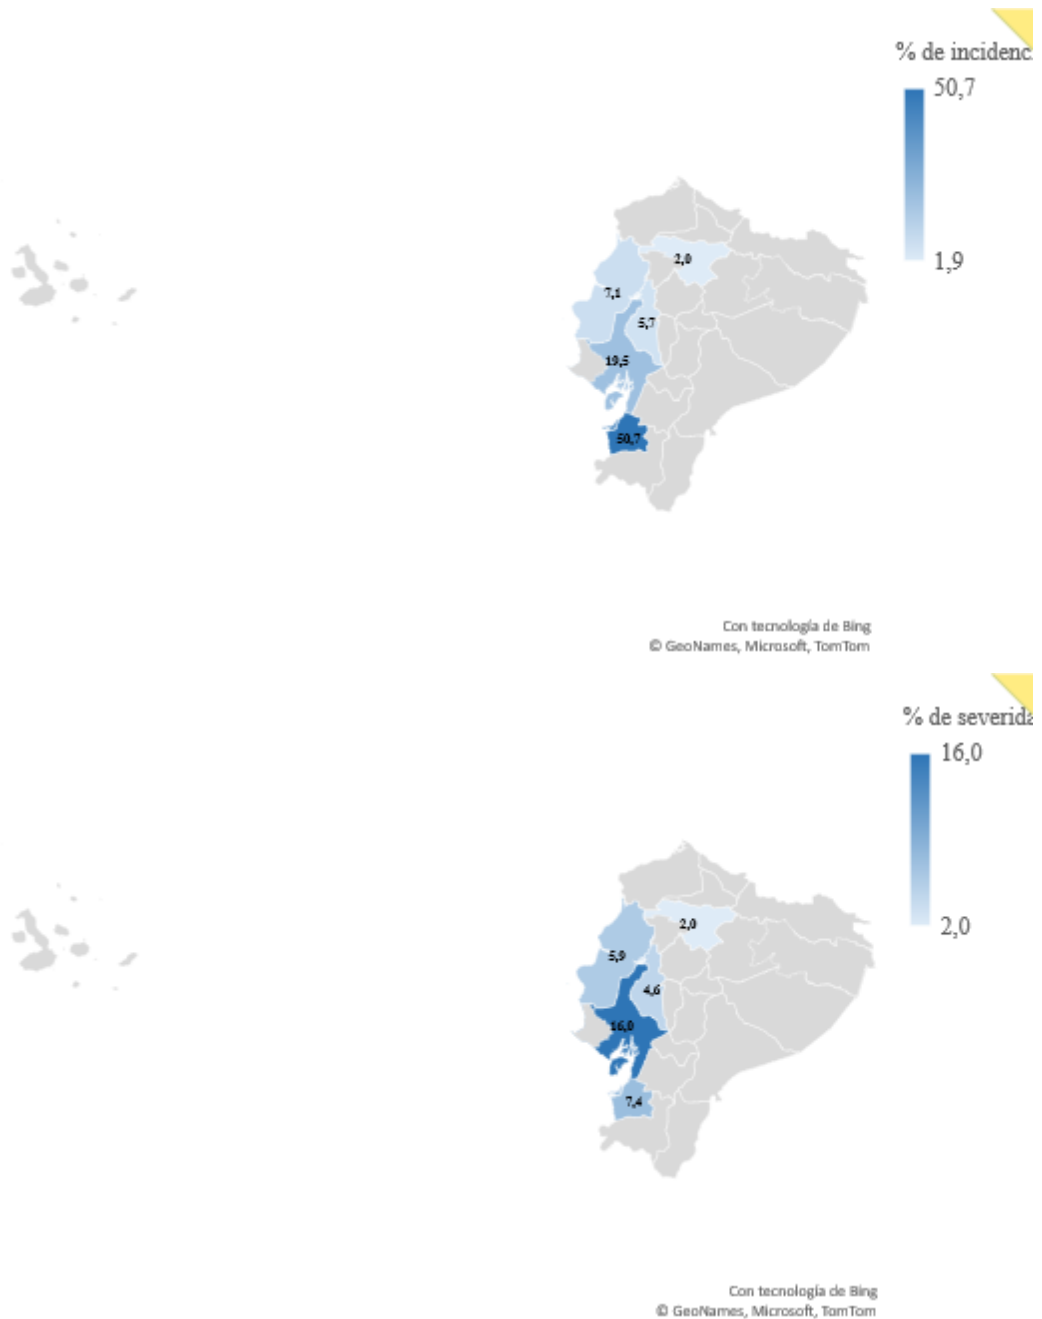 % de incidenc
50,7
1,9
2,0
7,1
5,7
19,5
50,7
Con tecnología de Bing
© GeoNames, Microsoft, TomTom
% de severida
16,0
2,0
2,0
5,9
4,6
16,0
7,4
Con tecnología de Bing
© GeoNames, Microsoft, TomTom